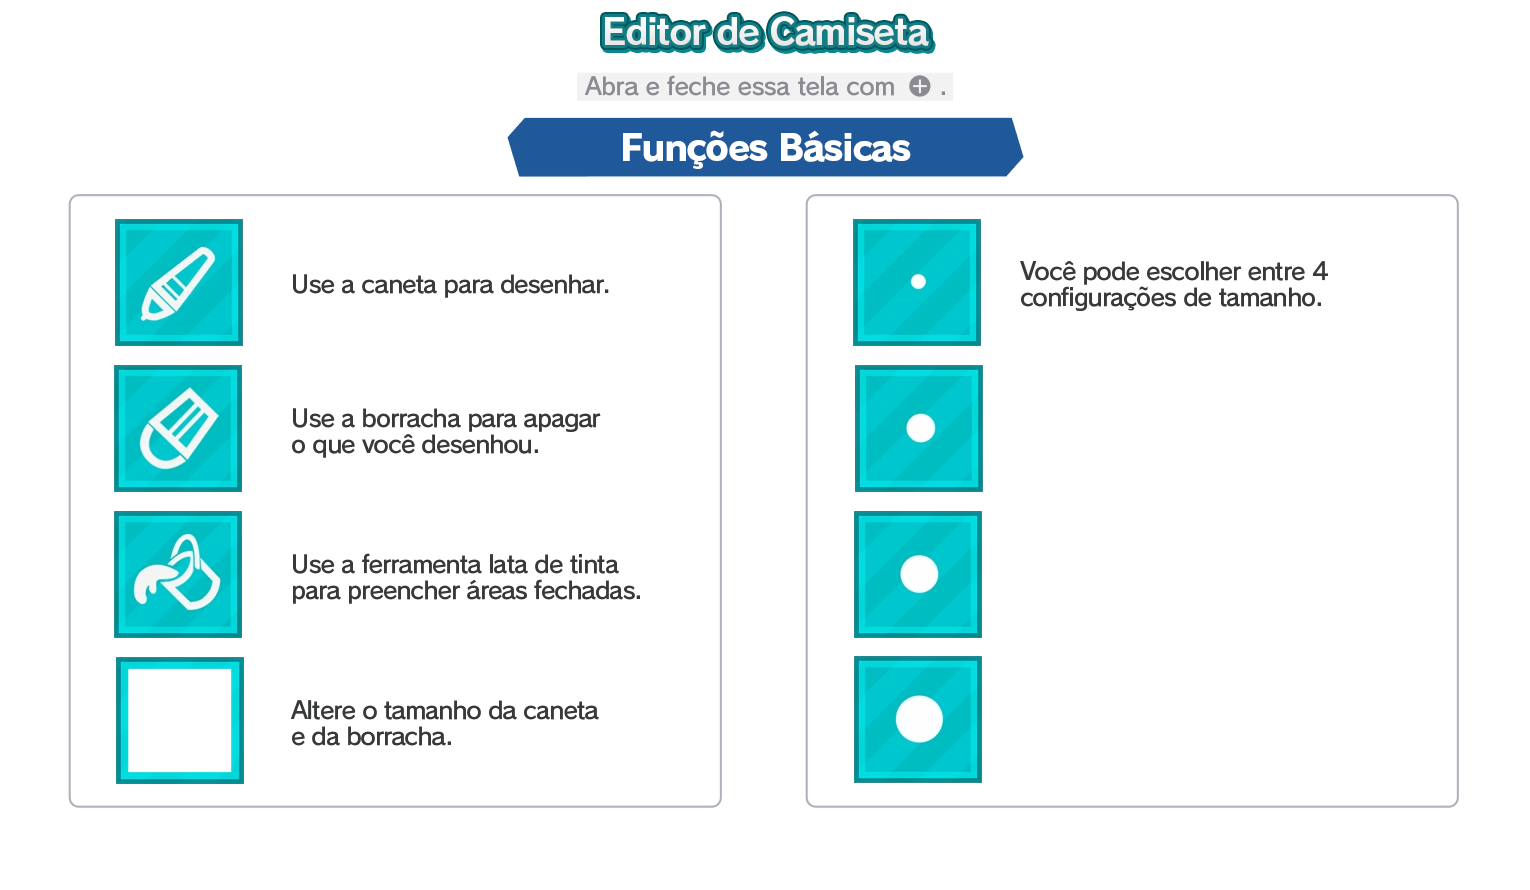 Editor de Camiseta
Abra e feche essa tela com ⊕ .
Funções Básicas
Use a caneta para desenhar.
Use a borracha para apagar
o que você desenhou.
Use a ferramenta lata de tinta
para preencher áreas fechadas.
Altere o tamanho da caneta
e da borracha.
Você pode escolher entre 4
configurações de tamanho.